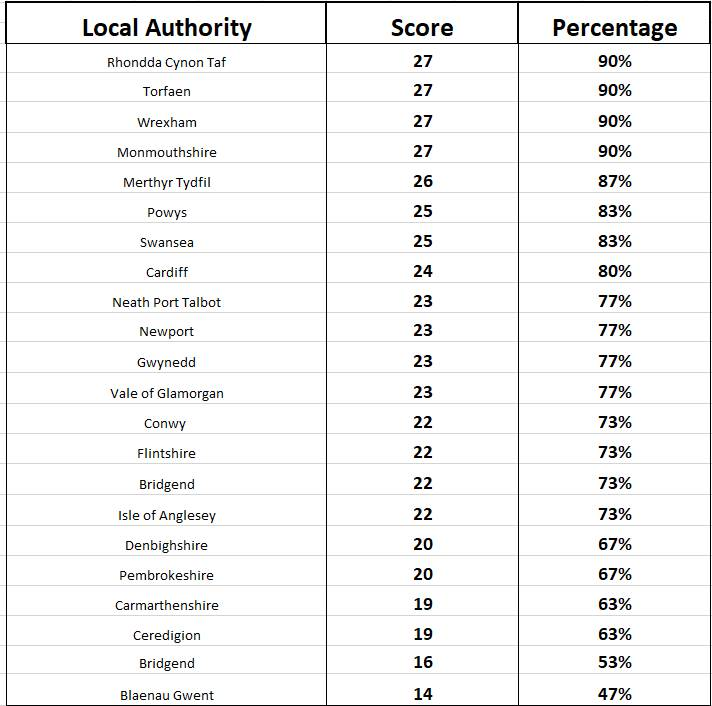 Local Authority Score Percentage
Rhondda Cynon Taf 27 90%
Torfaen 27 90%
Wrexham 27 90%
Monmouthshire 27 90%
Merthyr Tydfil 26 87%
Powys 25 83%
Swansea 25 83%
Cardiff 24 80%
Neath Port Talbot 23 77%
Newport 23 77%
Gwynedd 23 77%
Vale of Glamorgan 23 77%
Conwy 22 73%
Flintshire 22 73%
Bridgend 22 73%
Isle of Anglesey 22 73%
Denbighshire 20 67%
Pembrokeshire 20 67%
Carmarthenshire 19 63%
Ceredigion 19 63%
Bridgend 16 53%
Blaenau Gwent 14 47%